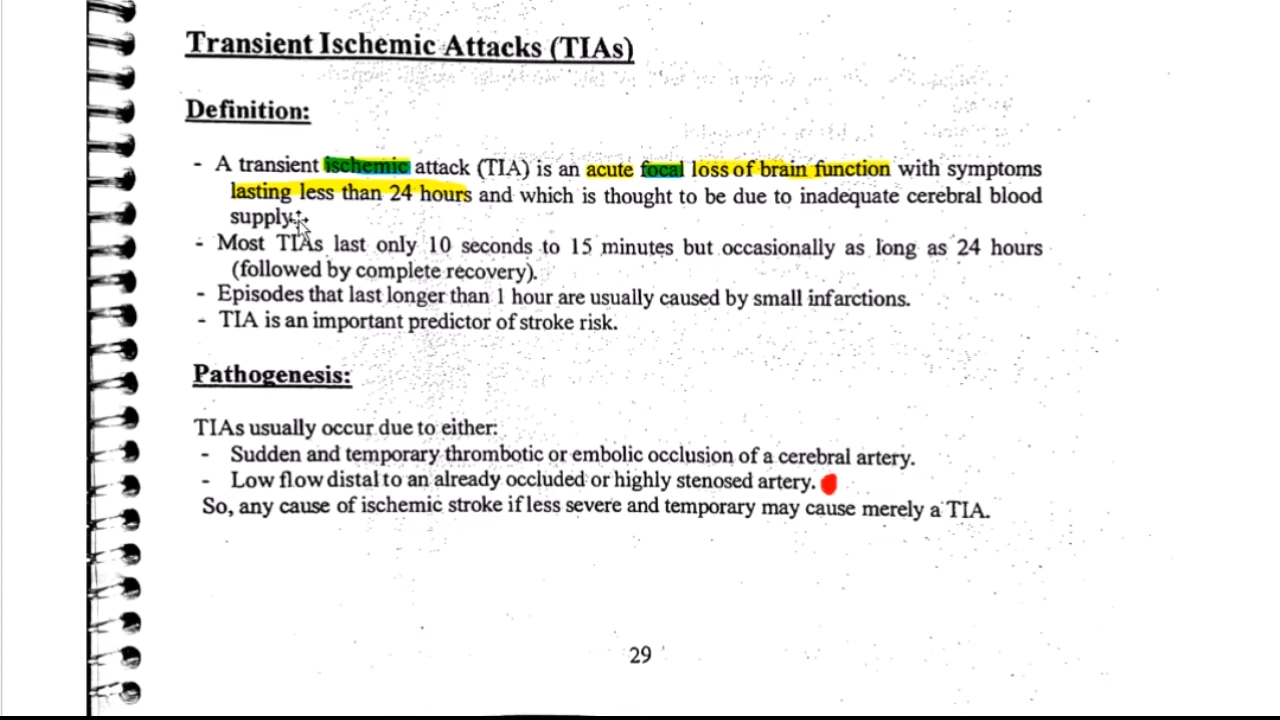 Transient Ischemic Attacks (TIAs)
Definition:
- A transient ischemic attack (TIA) is an acute focal loss of brain function with symptoms
lasting less than 24 hours and which is thought to be due to inadequate cerebral blood
supply.
- Most TIAs last only 10 seconds to 15 minutes but occasionally as long as 24 hours
(followed by complete recovery).
- Episodes that last longer than 1 hour are usually caused by small infarctions.
- TIA is an important predictor of stroke risk.
Pathogenesis:
TIAs usually occur due to either:
- Sudden and temporary thrombotic or embolic occlusion of a cerebral artery.
- Low flow distal to an already occluded or highly stenosed artery.
So, any cause of ischemic stroke if less severe and temporary may cause merely a TIA.
29